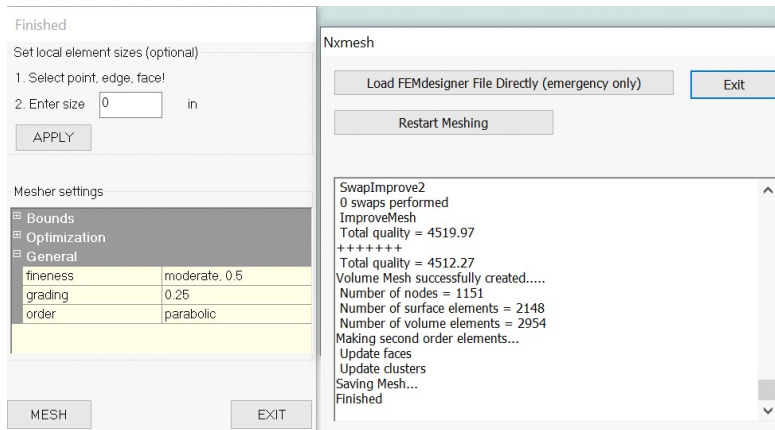 Finished
Set local element sizes (optional)
1. Select point, edge, face!
2. Enter size 0 in
APPLY
Mesher settings
Bounds
Optimization
General
fineness moderate, 0.5
grading 0.25
order parabolic
MESH EXIT
Nxmesh
Load FEMdesigner File Directly (emergency only) Exit
Restart Meshing
SwapImprove2
0 swaps performed
ImproveMesh
Total quality = 4519.97
+++++++
Total quality = 4512.27
Volume Mesh successfully created.....
Number of nodes = 1151
Number of surface elements = 2148
Number of volume elements = 2954
Making second order elements...
Update faces
Update clusters
Saving Mesh...
Finished